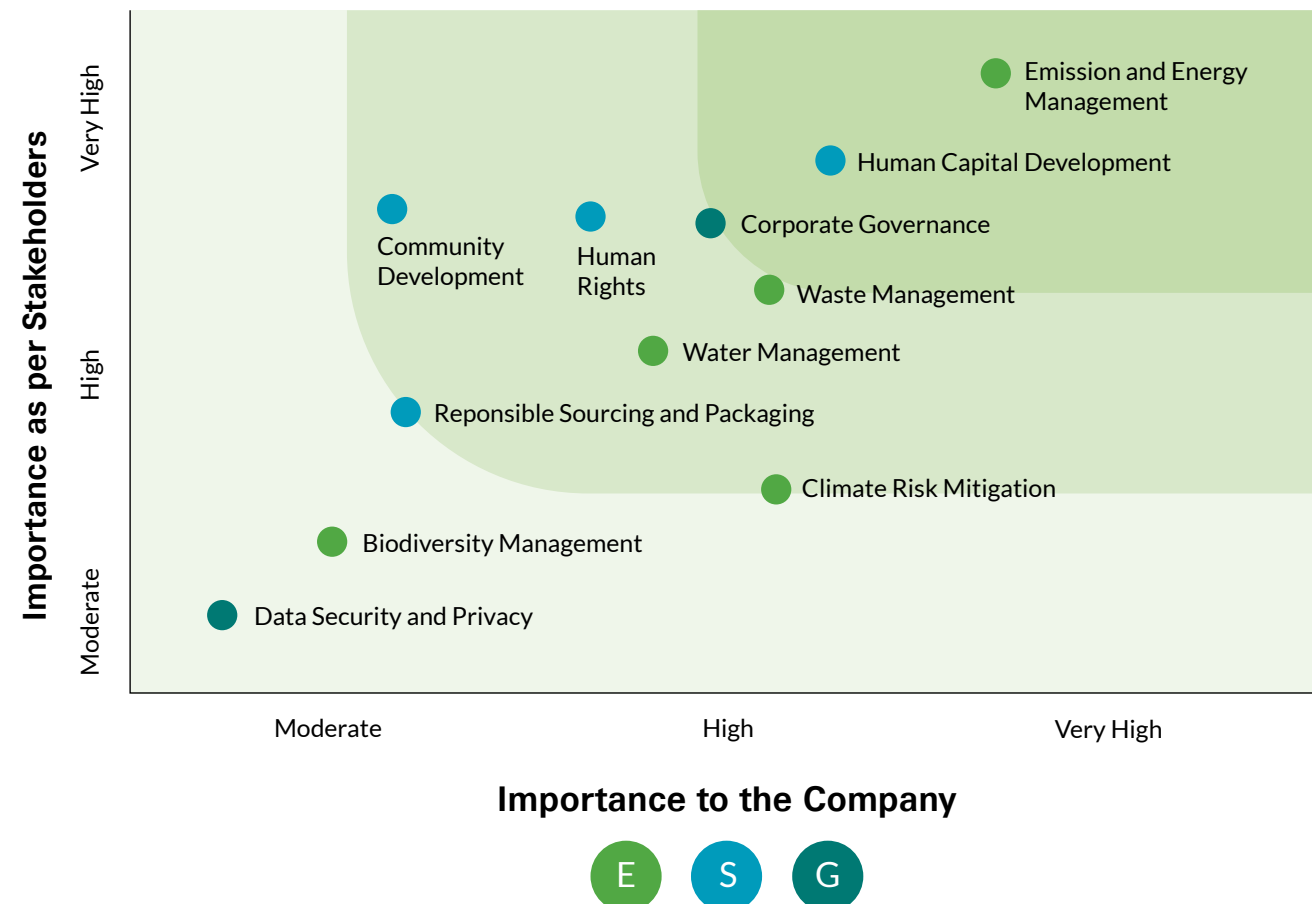 Importance as per Stakeholders
Very High
High
Moderate
Emission and Energy
Management
Human Capital Development
Corporate Governance
Community
Development
Human
Rights
Waste Management
Water Management
Reponsible Sourcing and Packaging
Climate Risk Mitigation
Biodiversity Management
Data Security and Privacy
Moderate
High
Very High
Importance to the Company
E
S
G